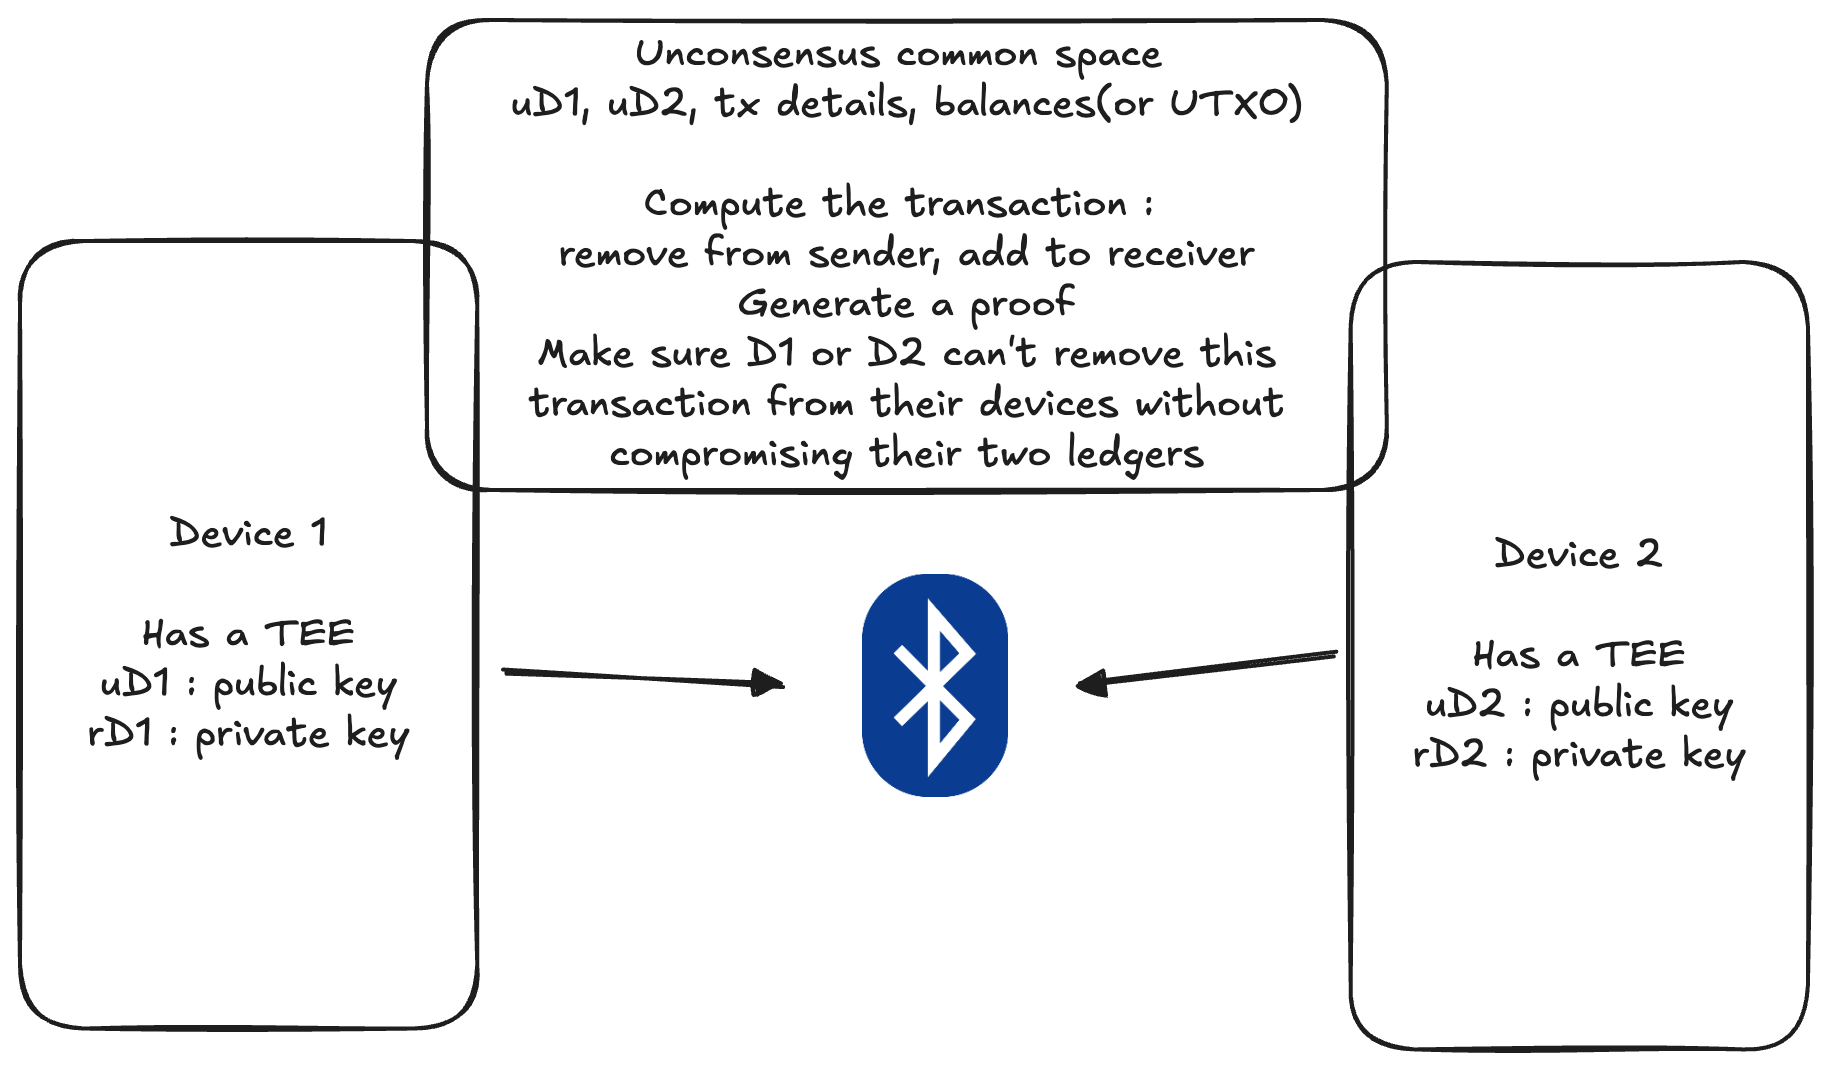 Unconsensus common space
uD1, uD2, tx details, balances(or UTXO)
Compute the transaction :
remove from sender, add to receiver
Generate a proof
Make sure D1 or D2 can't remove this
transaction from their devices without
compromising their two ledgers
Device 1
Has a TEE
uD1 : public key
rD1 : private key
Device 2
Has a TEE
uD2 : public key
rD2 : private key